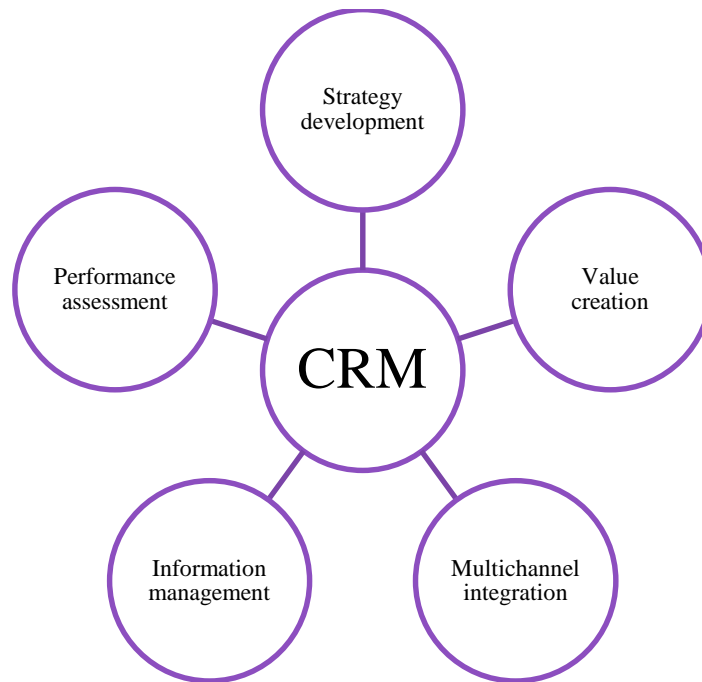 Strategy
development
Performance
assessment
Value
creation
CRM
Information
management
Multichannel
integration